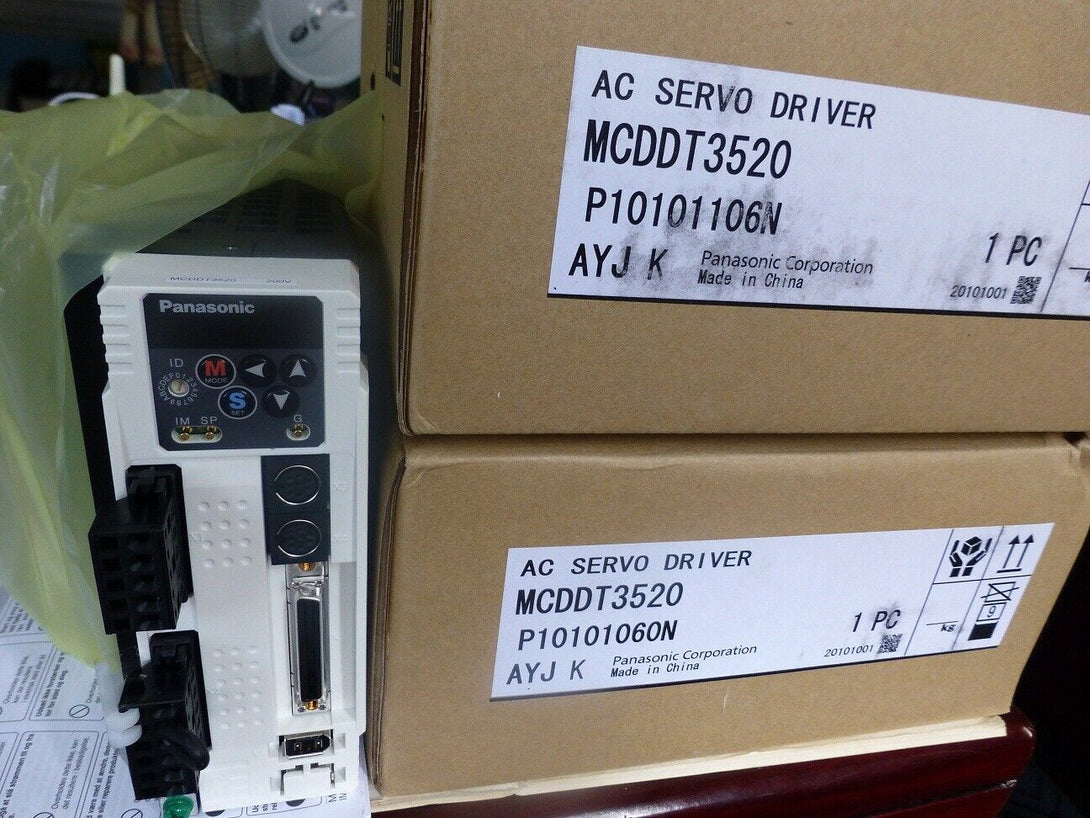 AC SERVO DRIVER
MCDDT3520
P10101106N
AYJ K Panasonic Corporation
Made in China
1 PC
20101001
AC SERVO DRIVER
MCDDT3520
P10101060N
AYJ K Panasonic Corporation
Made in China
1 PC
20101001
kg
MCDDT3520 200V
Panasonic
ID
M
MODE
S
SET
IM SP G